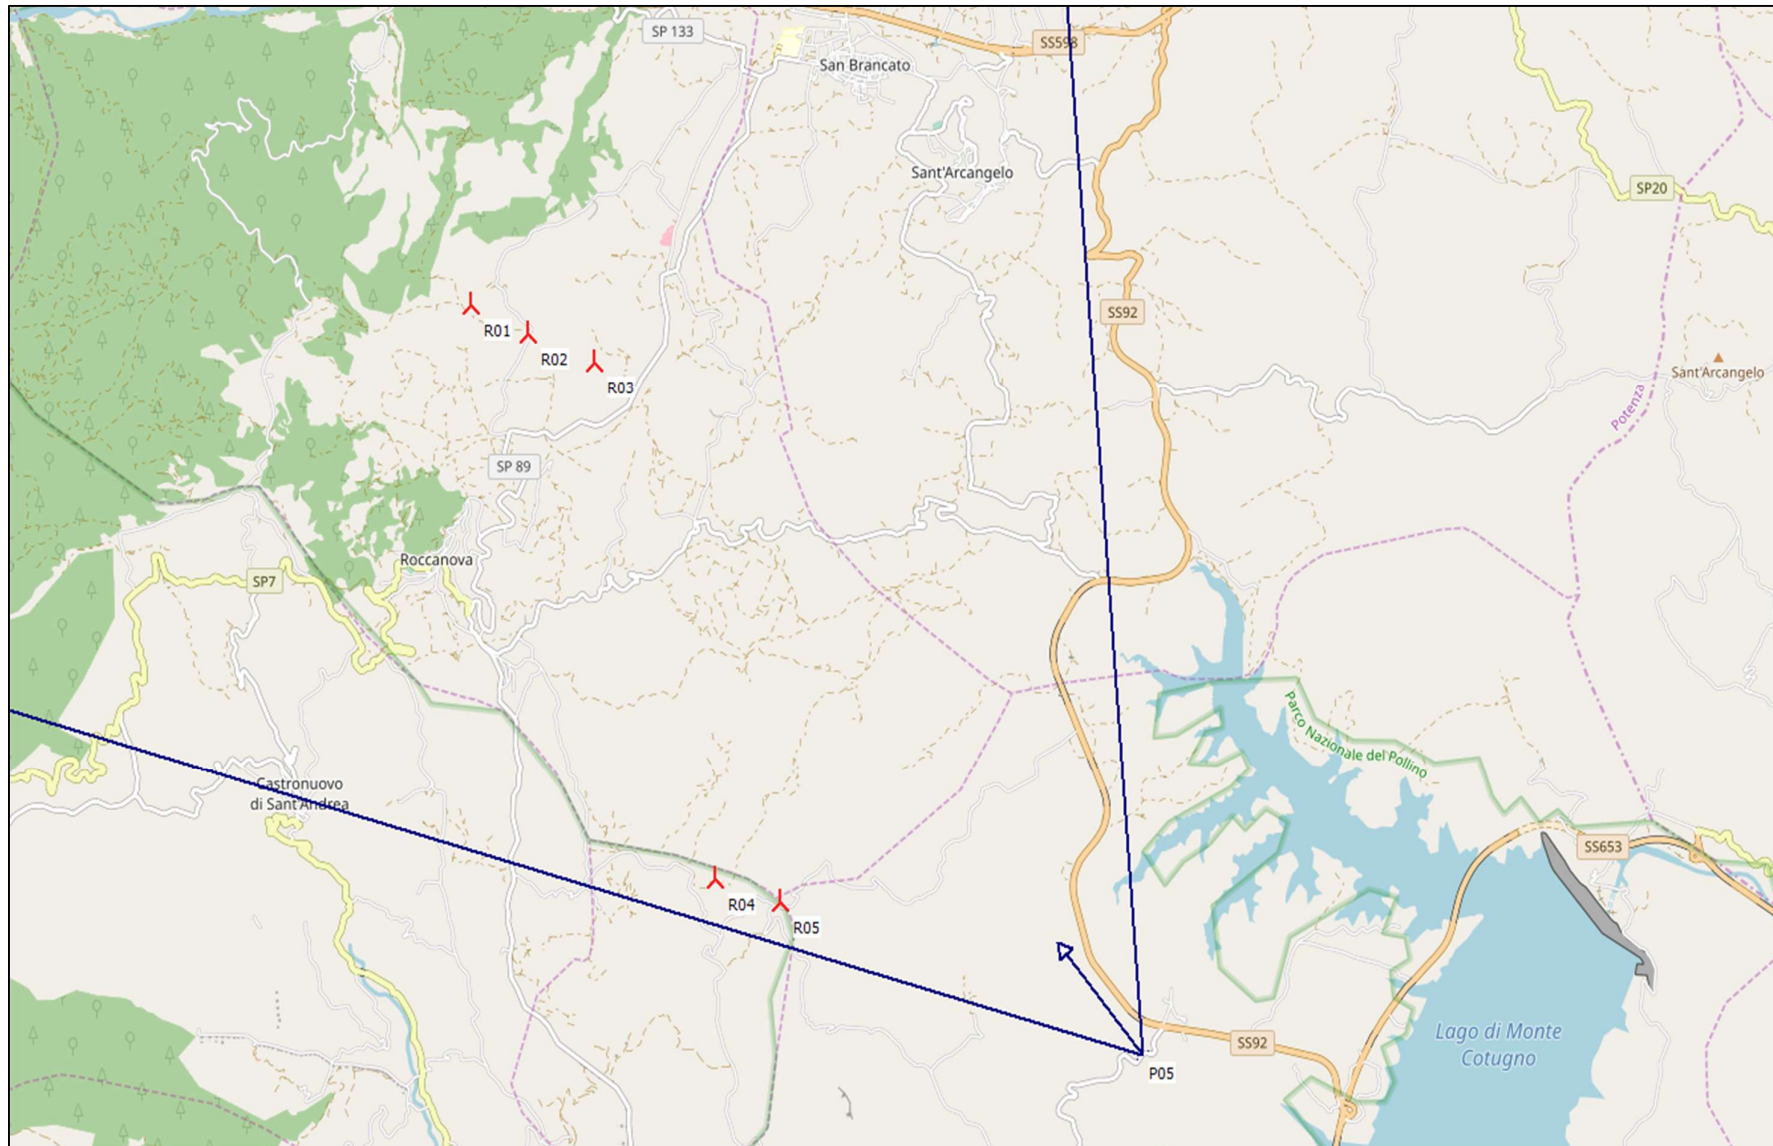 SP 133
SS598
San Brancato
Sant'Arcangelo
SP20
R01
SS92
R02
Sant'Arcangelo
R03
Potenza
SP 89
Roccanova
SP7
Parco Nazionale del Pollino
Castronuovo
di Sant'Andrea
SS653
R04
R05
Lago di Monte
Cotugno
SS92
P05